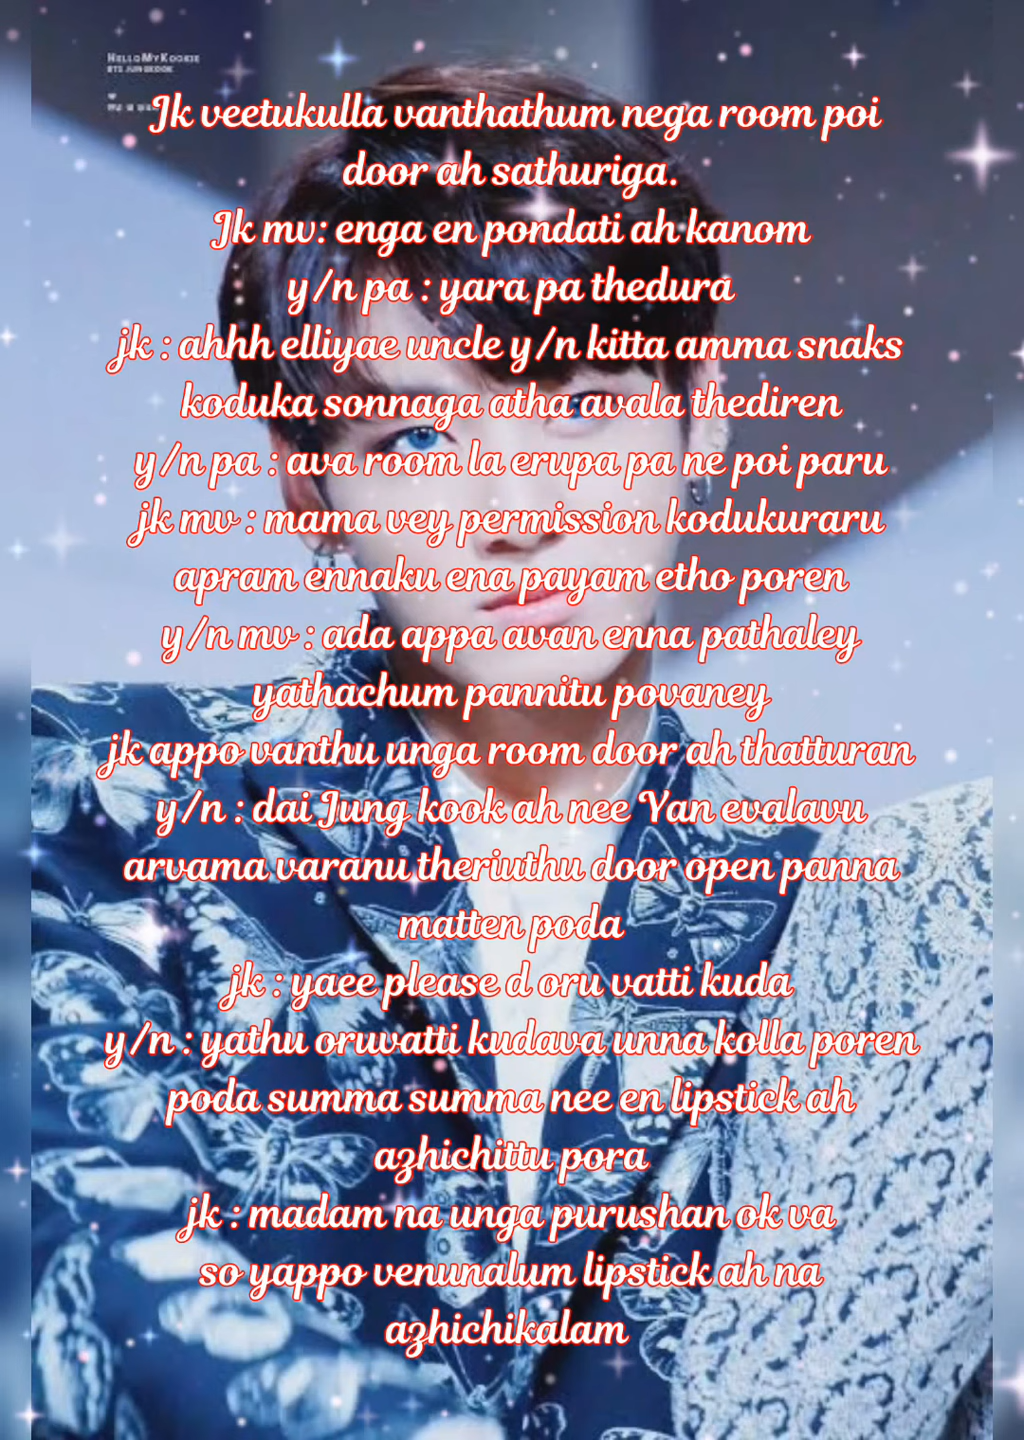 HELLO MY KOOKIE
BTS JUNGKOOK
Jk veetukulla vanthathum nega room poi
door ah sathuriga.
Jk mv: enga en pondati ah kanom
y/n pa : yara pa thedura
jk : ahhh elliyae uncle y/n kitta amma snaks
koduka sonnaga atha avala thediren
y/n pa : ava room la erupa pa ne poi paru
jk mv : mama vey permission kodukuraru
apram ennaku ena payam etho poren
y/n mv : ada appa avan enna pathaley
yathachum pannitu povaney
jk appo vanthu unga room door ah thatturan
y/n : dai Jung kook ah nee Yan evalavu
arvama varanu theriuthu door open panna
matten poda
jk : yaee please d oru vatti kuda
y/n : yathu oruvatti kudava unna kolla poren
poda summa summa nee en lipstick ah
azhichittu pora
jk : madam na unga purushan ok va
so yappo venunalum lipstick ah na
azhichikalam